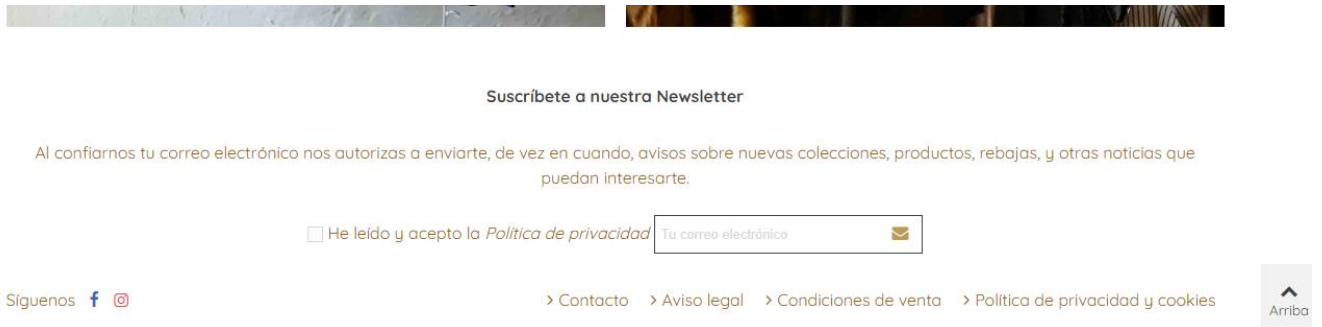 Suscríbete a nuestra Newsletter
Al confiarnos tu correo electrónico nos autorizas a enviarte, de vez en cuando, avisos sobre nuevas colecciones, productos, rebajas, y otras noticias que
puedan interesarte.
He leído y acepto la Política de privacidad Tu correo electrónico
Síguenos > Contacto > Aviso legal > Condiciones de venta > Política de privacidad y cookies
Arriba